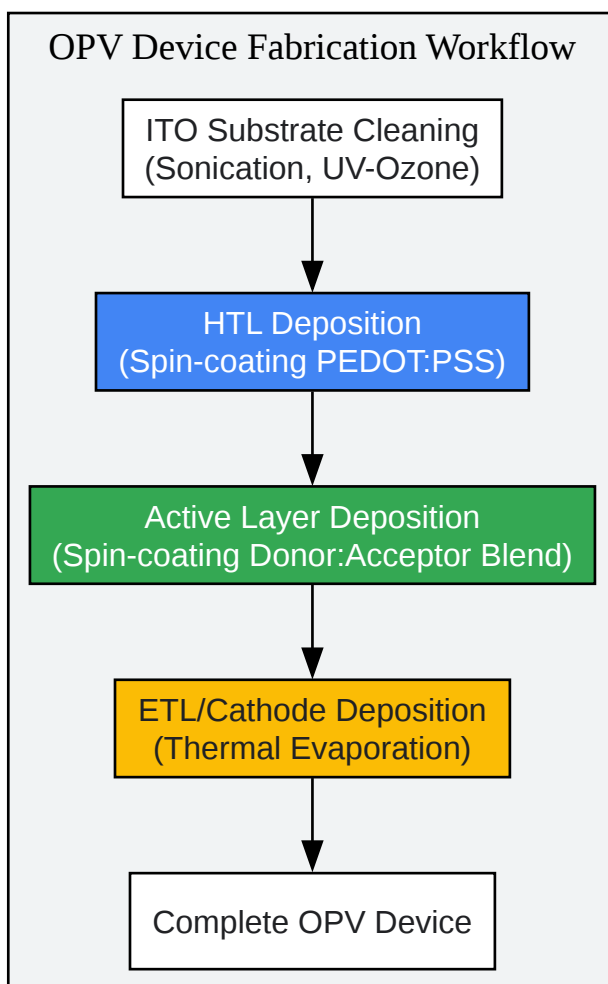 OPV Device Fabrication Workflow
ITO Substrate Cleaning
(Sonication, UV-Ozone)
HTL Deposition
(Spin-coating PEDOT:PSS)
Active Layer Deposition
(Spin-coating Donor:Acceptor Blend)
ETL/Cathode Deposition
(Thermal Evaporation)
Complete OPV Device